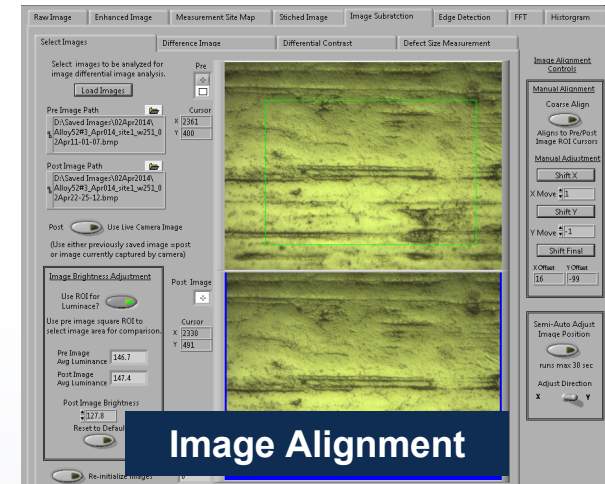 Raw Image
Enhanced Image
Measurement Site Map
Stiched Image
Image Subratction
Edge Detection
FFT
Historgram
Select Images
Difference Image
Differential Contrast
Defect Size Measurement
Select images to be analyzed for
image differential image analysis.
Load Images
Pre
Pre Image Path
D:\Saved Images\02Apr2014\
Alloy52#3_Apr014_site1_w251_0
2Apr11-01-07.bmp
Cursor
X 2361
Y 400
Post Image Path
D:\Saved Images\02Apr2014\
Alloy52#3_Apr014_site1_w251_0
2Apr22-25-12.bmp
Post
Use Live Camera
Image
(Use either previously saved image =post
or image currently captured by camera)
Image Brightness Adjustment
Use ROI for
Luminace?
Use pre image square ROI to
select image area for comparison.
Pre Image
Avg Luminance
146.7
Post Image
Avg Luminance
147.4
Post Image Brightness
127.8
Reset to Defaul
Re-initialize Images
Post Image
Cursor
X 2330
Y 491
0
Image Alignment
Image Alignment
Controls
Manual Alignment
Coarse Align
Aligns to Pre/Post
Image ROI Cursors
Manual Adjustment
Shift X
X Move 1
Shift Y
Y Move -1
Shift Final
X Offset Y Offset
16 -99
Semi-Auto Adjust
Image Position
runs max 30 sec
Adjust Direction
X Y